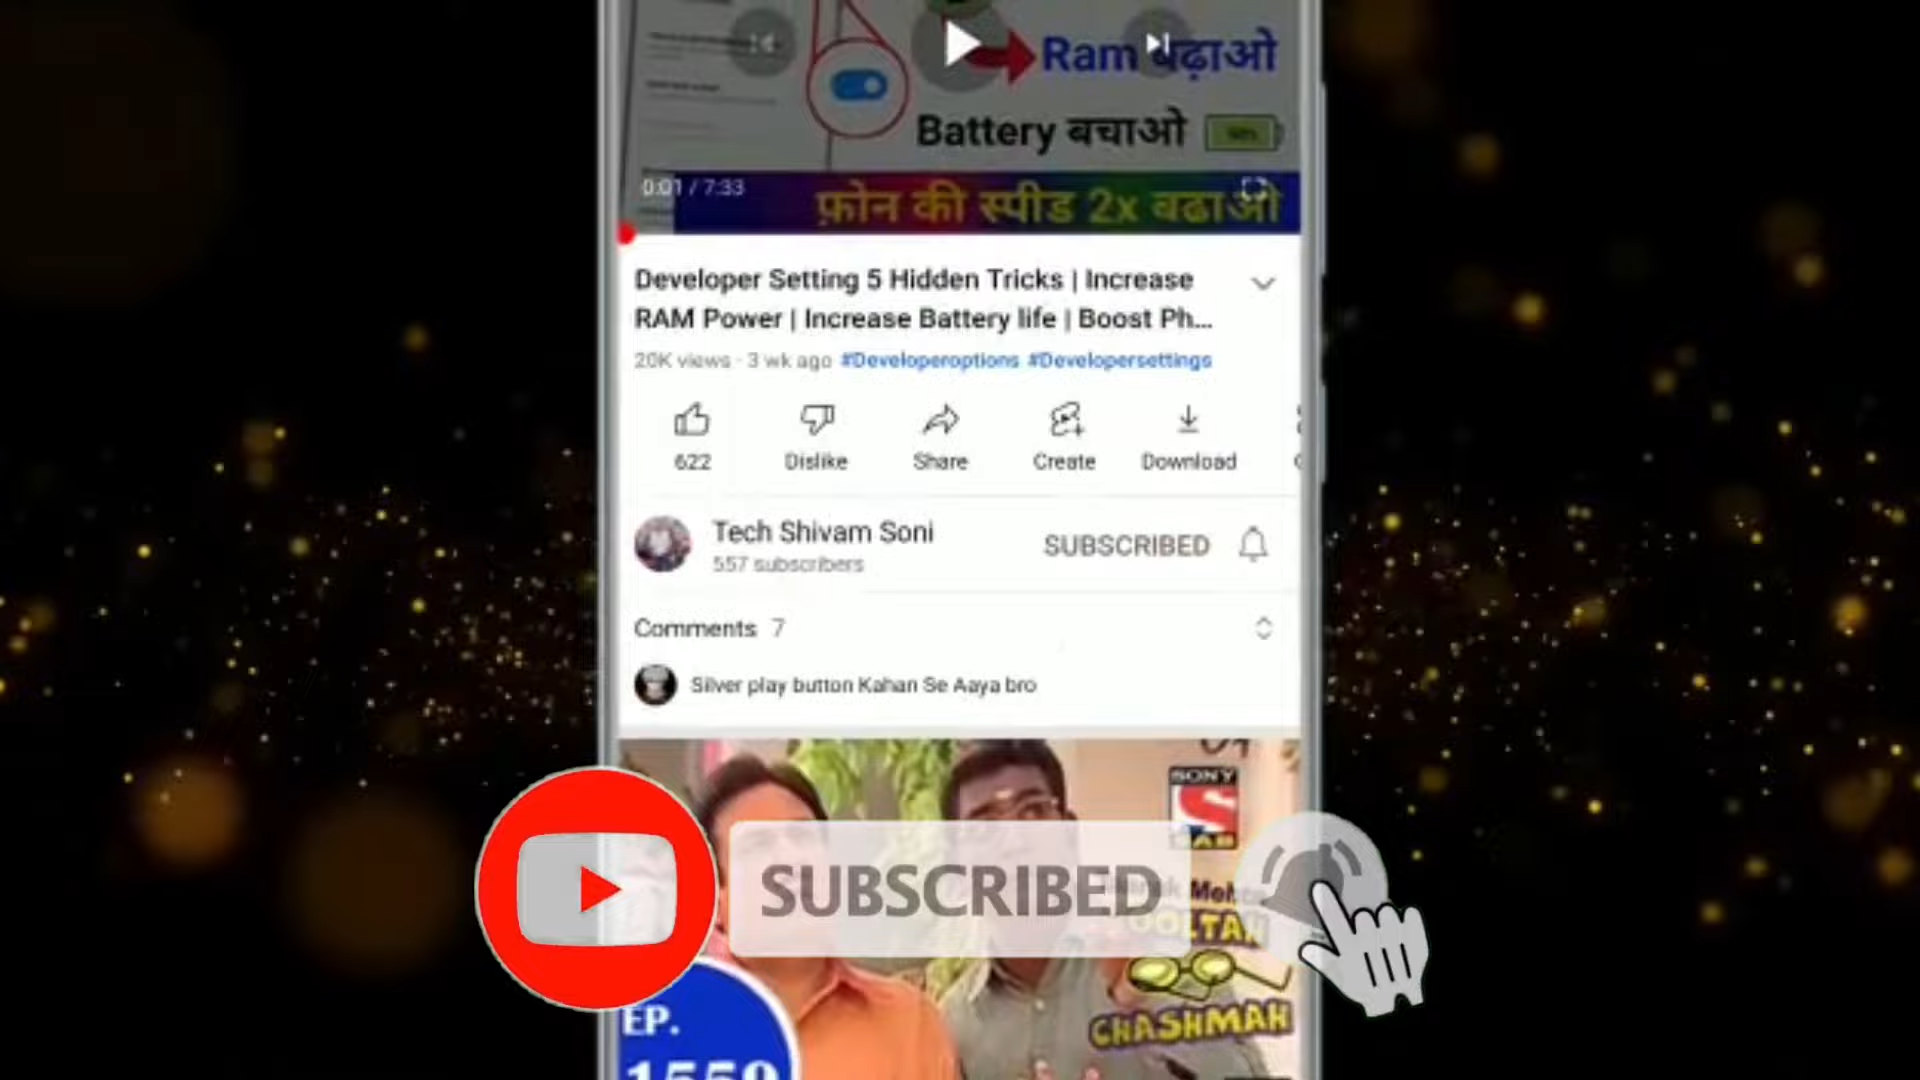 Ram बढ़ाओ
Battery बचाओ
0:01 / 7:33
फ़ोन की स्पीड 2x बढाओ
Developer Setting 5 Hidden Tricks | Increase
RAM Power | Increase Battery life | Boost Ph...
20K views · 3 wk ago #Developeroptions #Developersettings
622
Dislike
Share
Create
Download
Tech Shivam Soni
557 subscribers
SUBSCRIBED
Comments 7
Silver play button Kahan Se Aaya bro
SONY
SAB
SUBSCRIBED
OOLTAH
CHASHMAH
EP.
1559